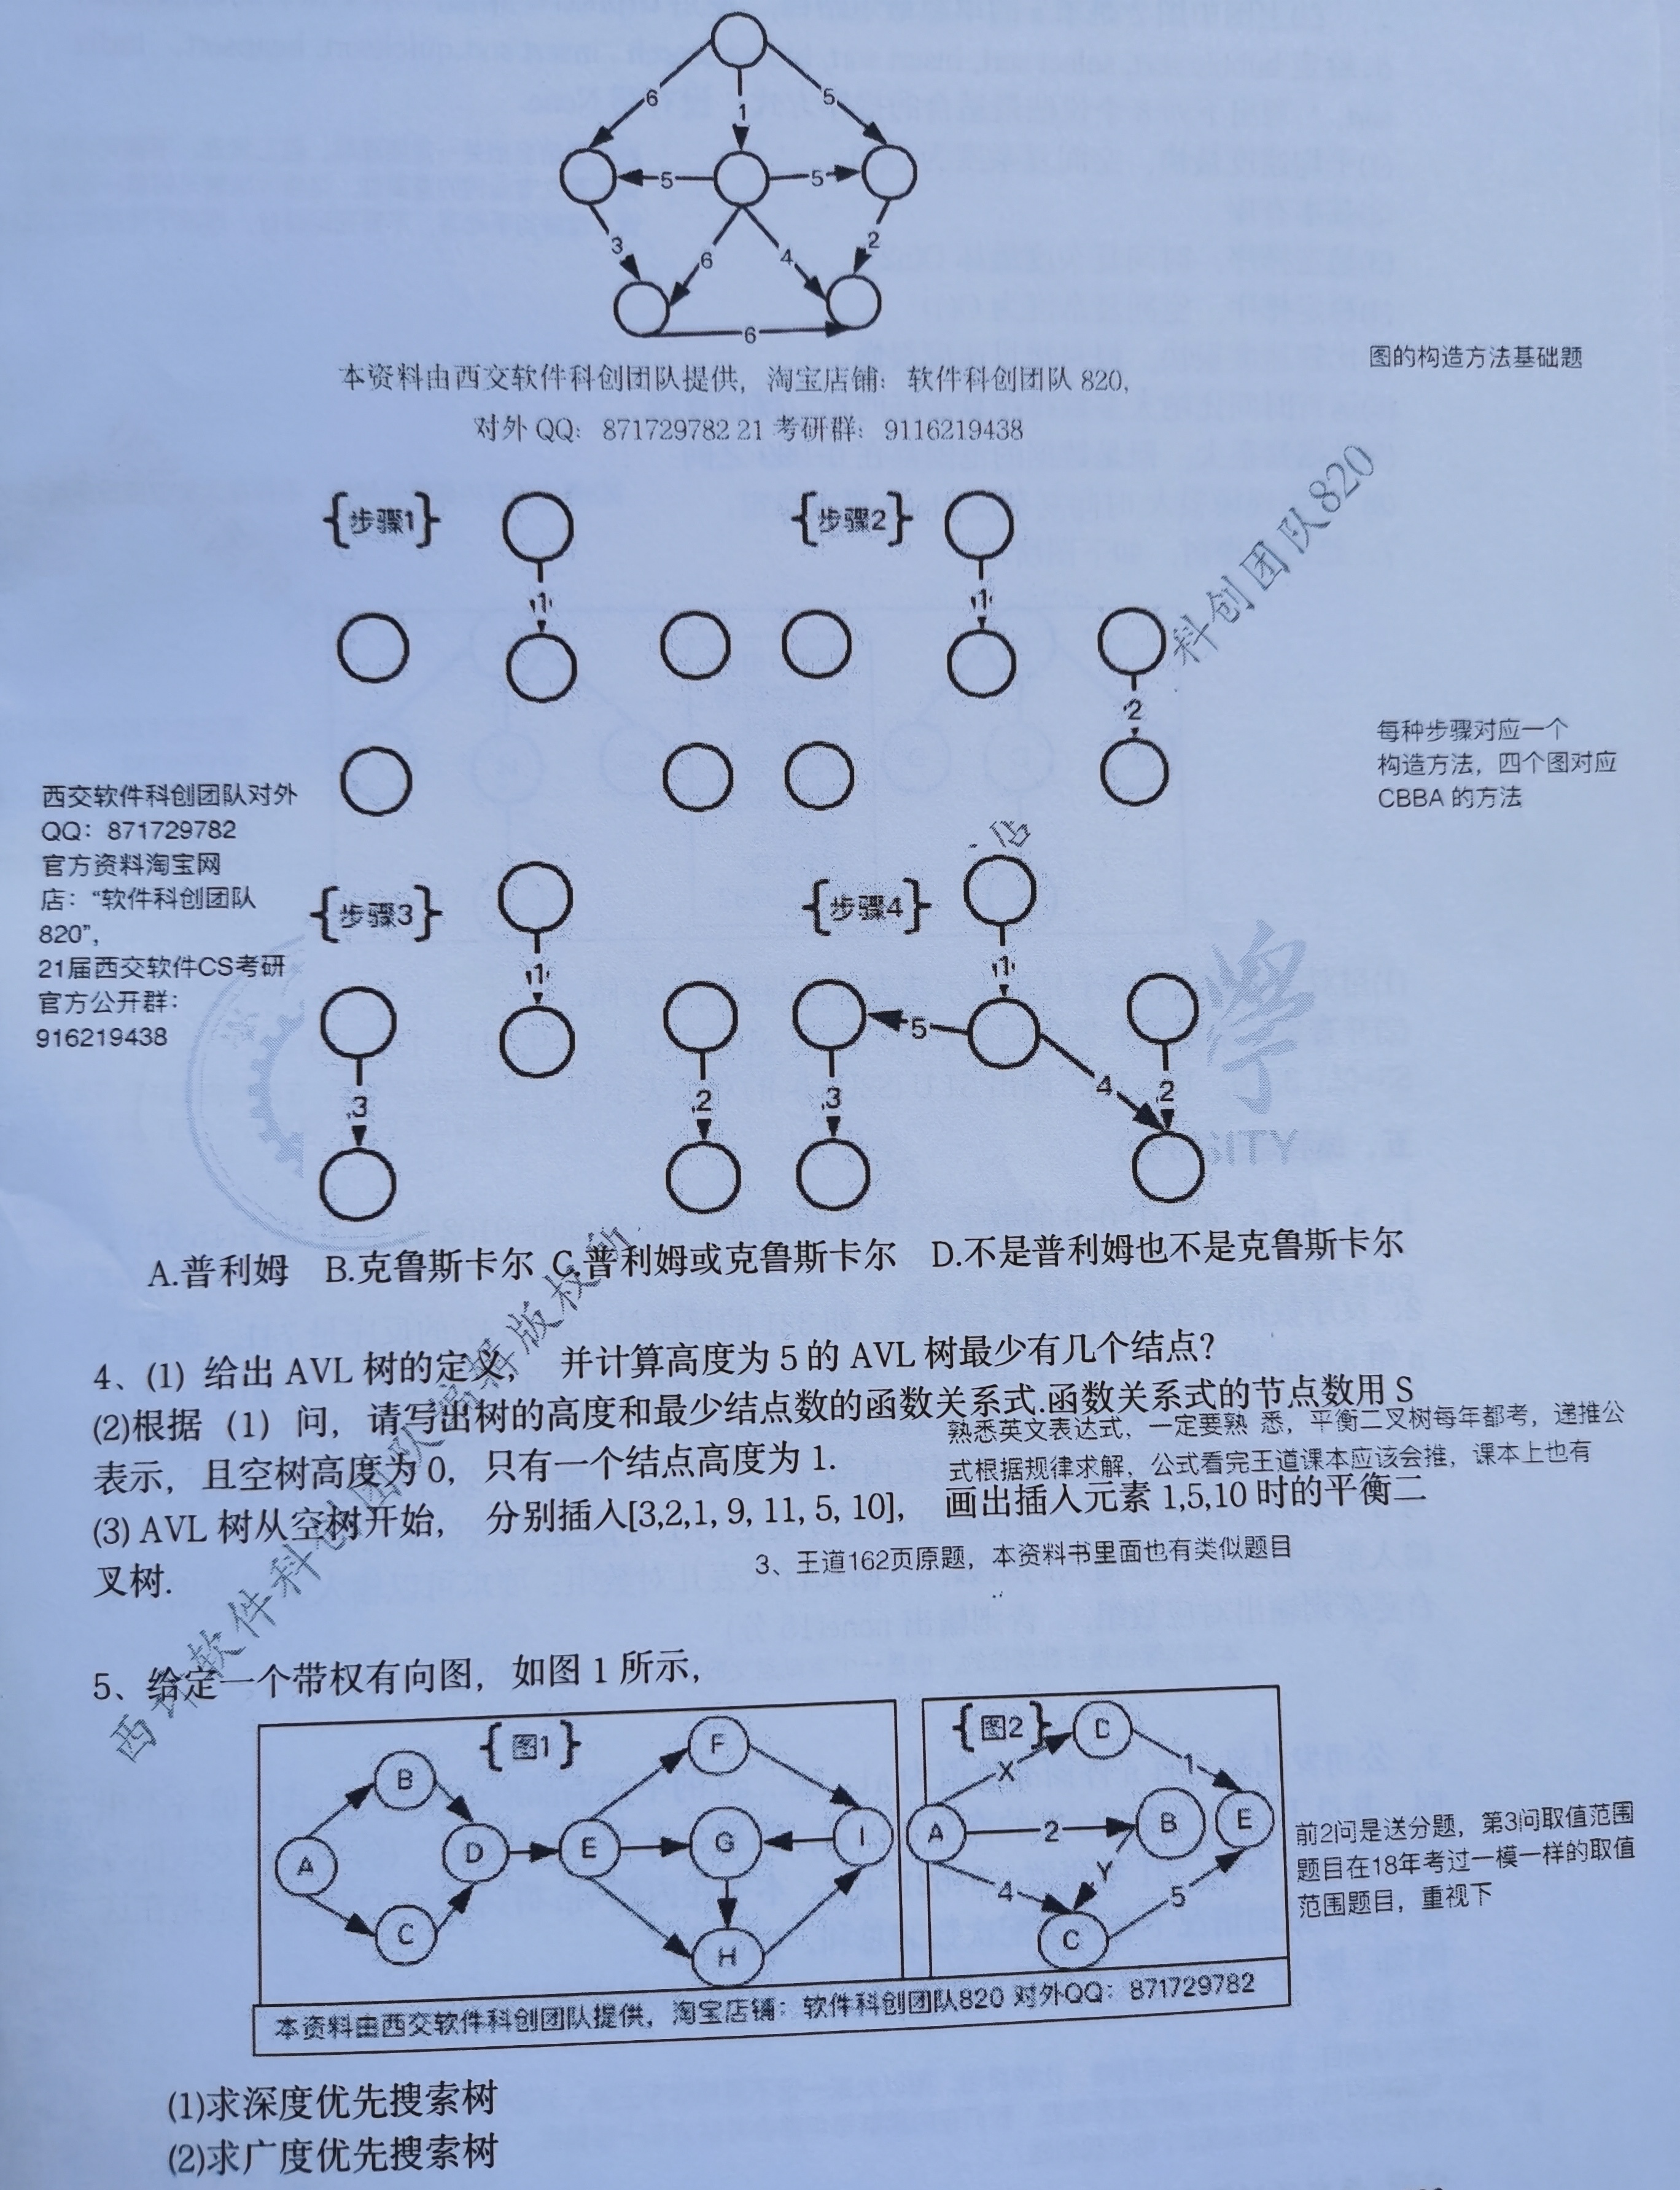 6
1
5
5
5
3
6
4
2
6
图的构造方法基础题
本资料由西交软件科创团队提供，淘宝店铺：软件科创团队 820,
对外 QQ： 871729782 21 考研群： 9116219438
{步骤1}
1
{步骤2}
1
2
科创团队820
每种步骤对应一个
构造方法，四个图对应
CBBA 的方法
西交软件科创团队对外
QQ：871729782
官方资料淘宝网
店：“软件科创团队
820”，
21届西交软件CS考研
官方公开群：
916219438
{步骤3}
1
3
2
{步骤4}
1
5
4
3
2
A.普利姆 B.克鲁斯卡尔 C.普利姆或克鲁斯卡尔 D.不是普利姆也不是克鲁斯卡尔
4、(1) 给出 AVL 树的定义， 并计算高度为 5 的 AVL 树最少有几个结点？
(2)根据（1）问，请写出树的高度和最少结点数的函数关系式.函数关系式的节点数用 S
熟悉英文表达式，一定要熟 悉，平衡二叉树每年都考，递推公
表示，且空树高度为 0，只有一个结点高度为 1.
式根据规律求解，公式看完王道课本应该会推，课本上也有
(3) AVL 树从空树开始， 分别插入[3,2,1, 9, 11, 5, 10]， 画出插入元素 1,5,10 时的平衡二
叉树.
3、王道162页原题，本资料书里面也有类似题目
5、给定一个带权有向图，如图 1 所示，
{图1}
A
B
C
D
E
F
G
H
I
{图2}
D
X
1
A
2
B
E
4
Y
5
C
前2问是送分题，第3问取值范围
题目在18年考过一模一样的取值
范围题目，重视下
本资料由西交软件科创团队提供，淘宝店铺：软件科创团队820 对外QQ：871729782
(1)求深度优先搜索树
(2)求广度优先搜索树